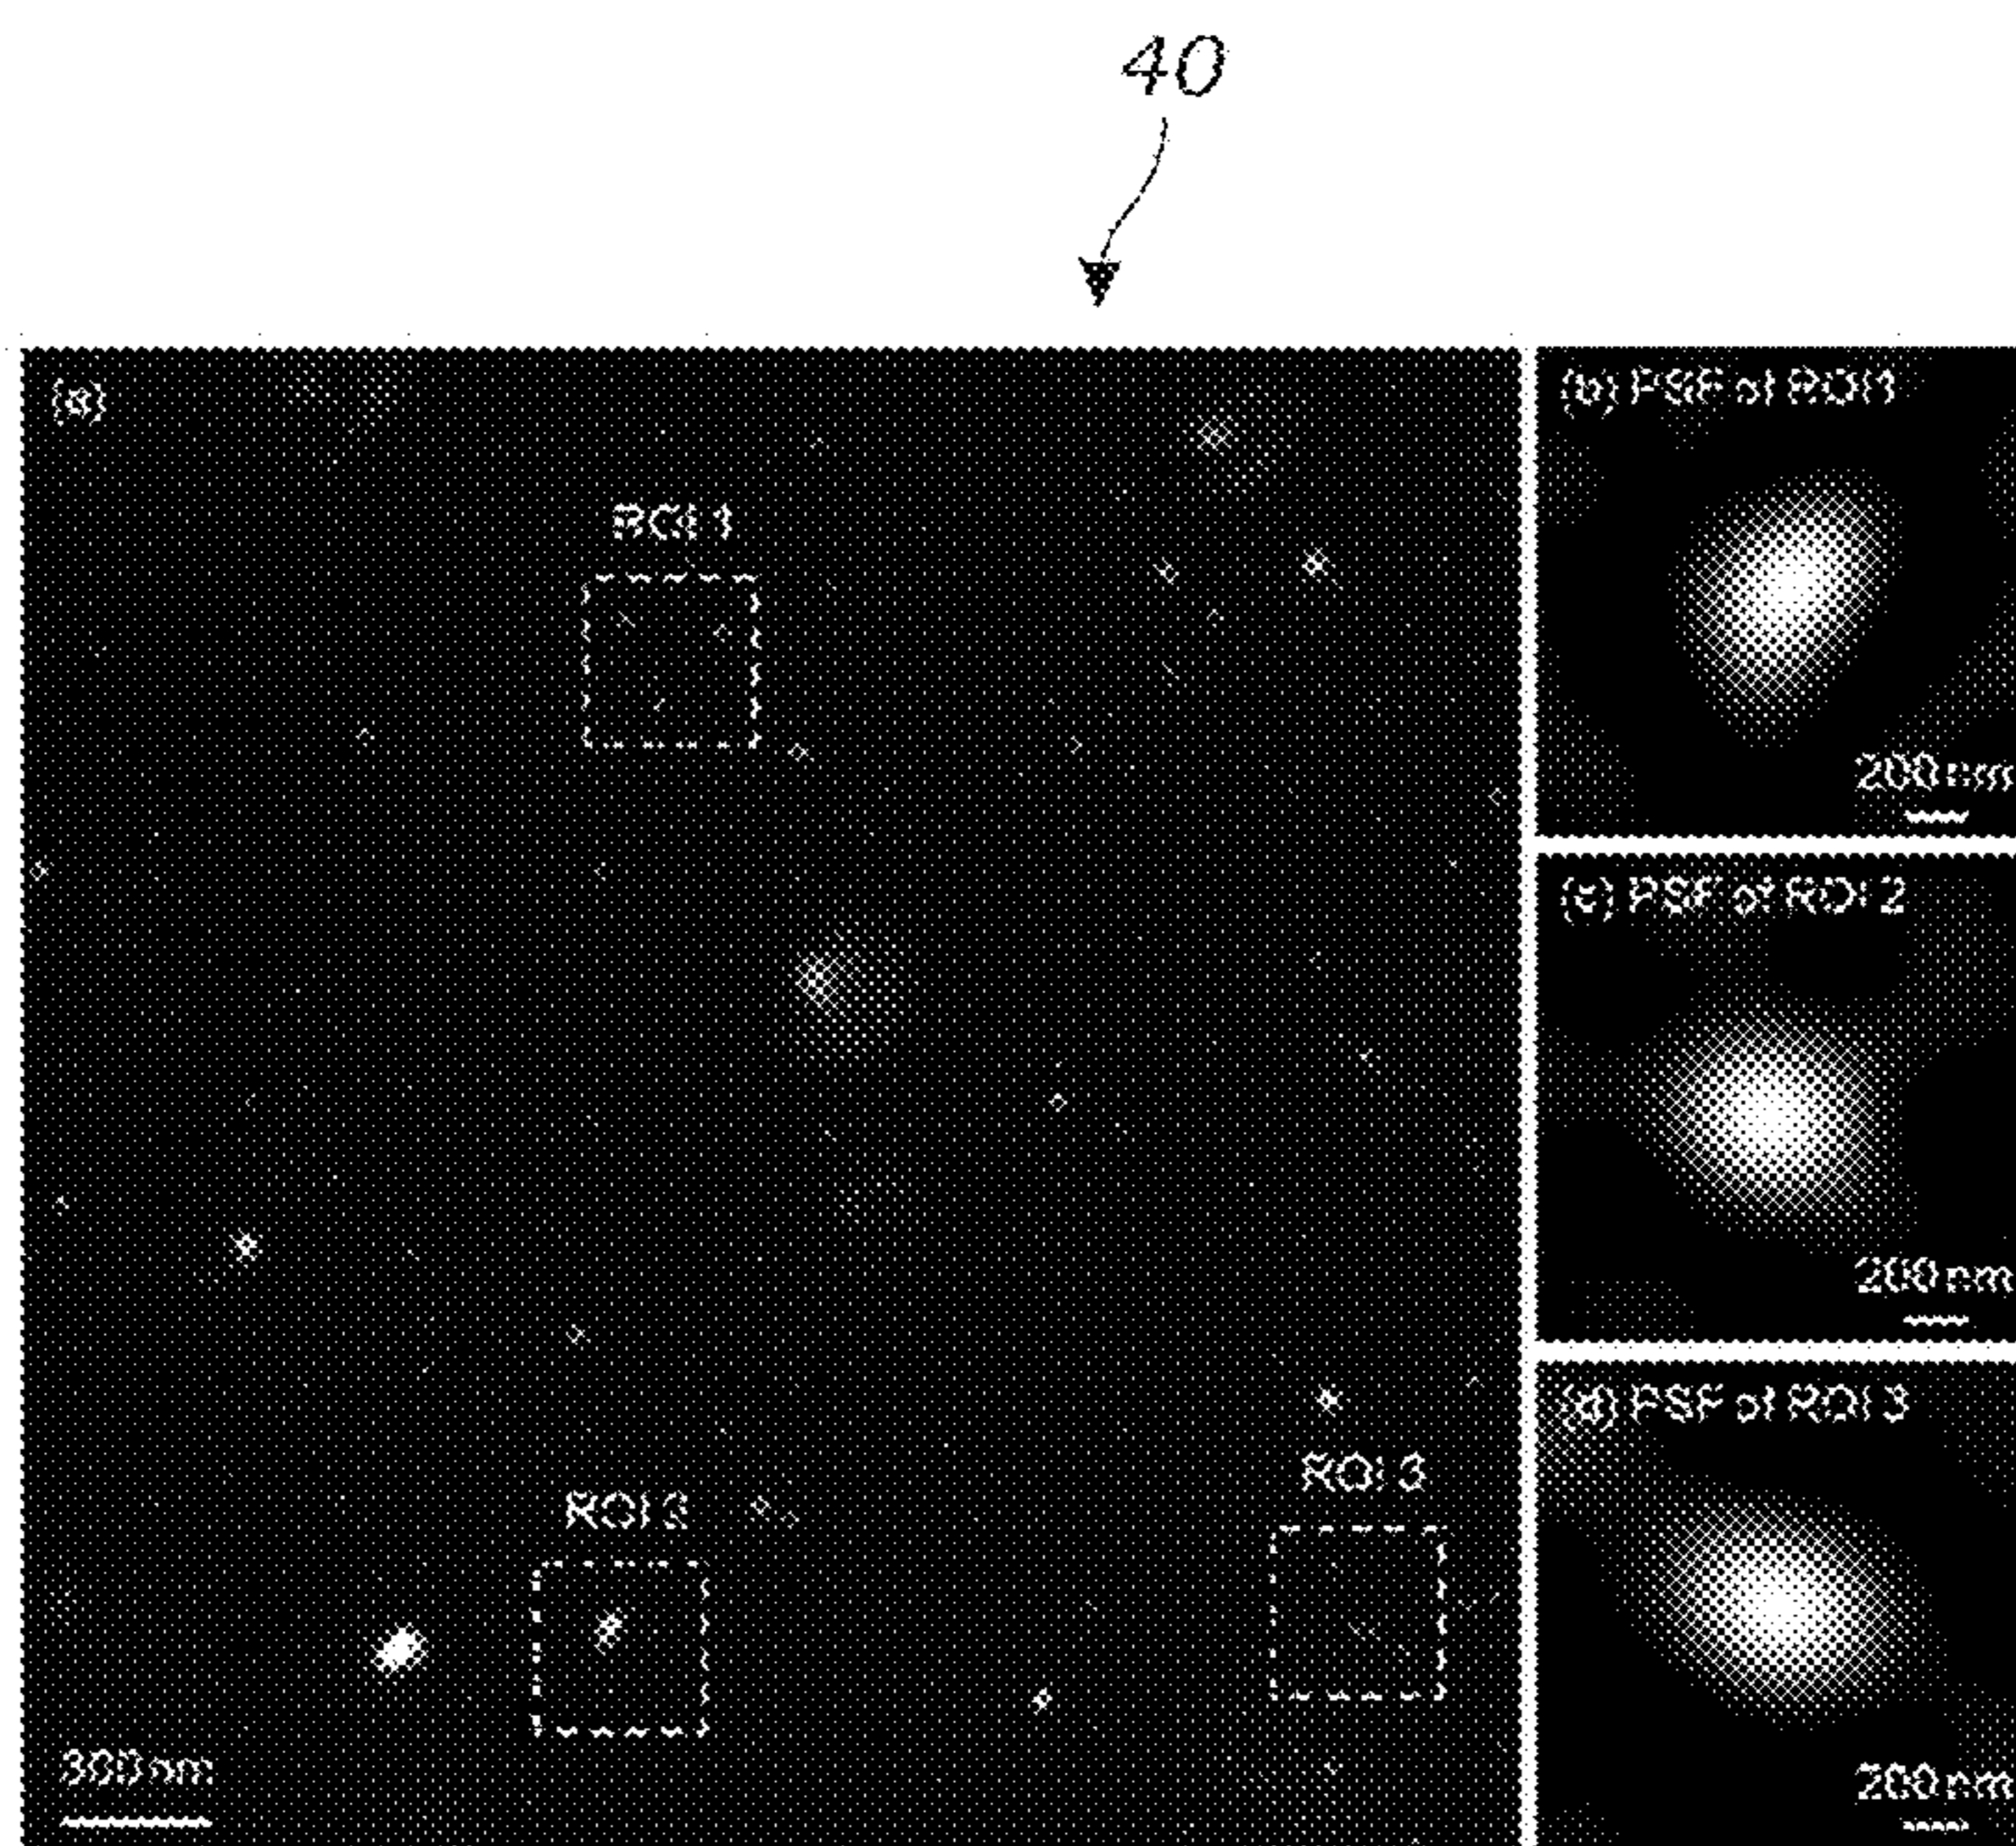 40
(a)
ROI 1
ROI 2
ROI 3
300 nm
(b) PSF of ROI 1
200 nm
(c) PSF of ROI 2
200 nm
(d) PSF of ROI 3
200 nm